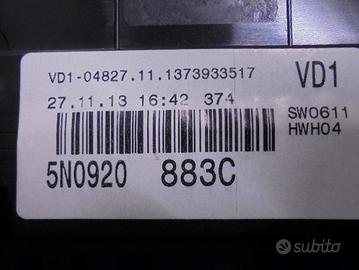 VD1-04827.11.1373933517
VD1
27.11.13 16:42 374
SW0611
HWH04
5N0920 883C
subito